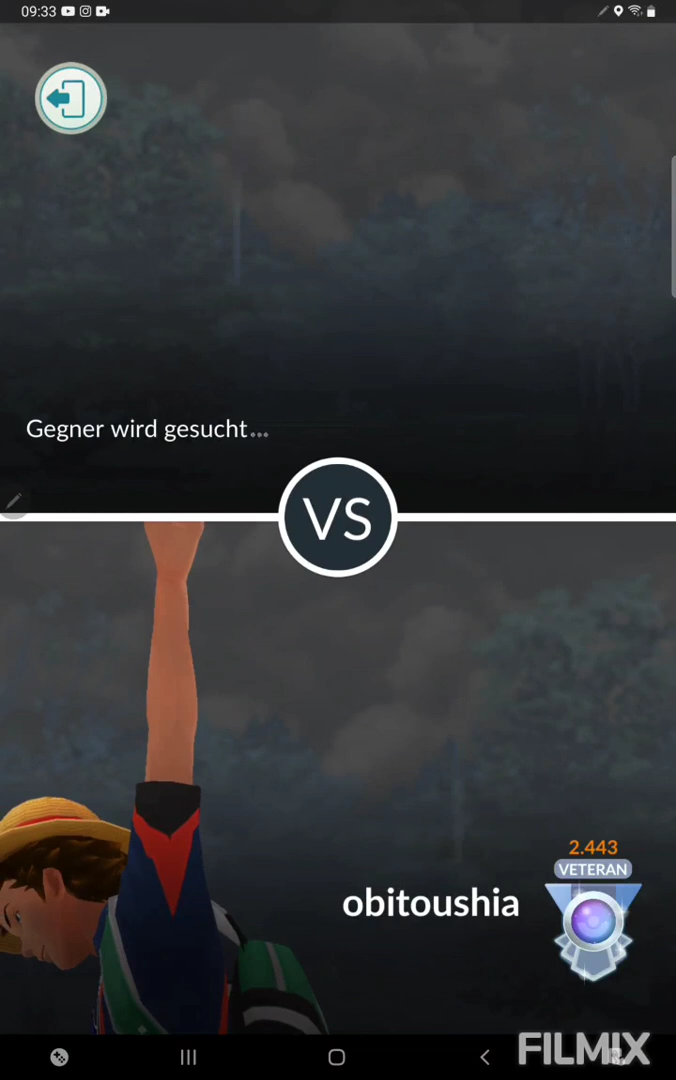 09:33
Gegner wird gesucht...
VS
2.443
VETERAN
obitoushia
FILMIX